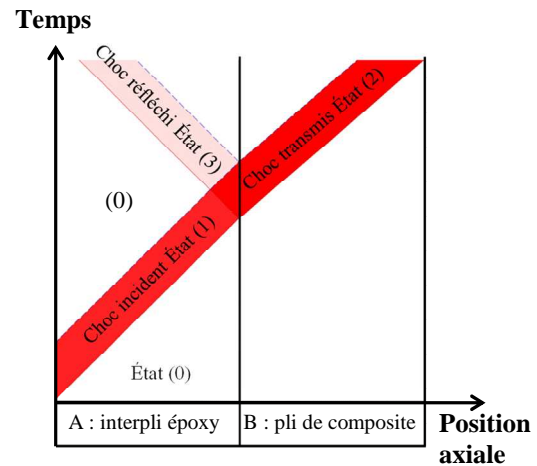 Temps
Choc réfléchi État (3)
Choc transmis État (2)
(0)
Choc incident État (1)
État (0)
A : interpli époxy
B : pli de composite
Position
axiale